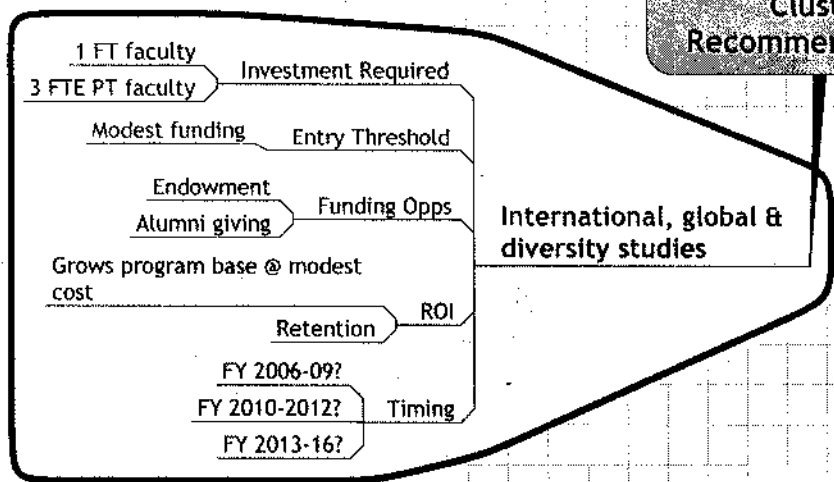 Clust
Recommer
1 FT faculty
3 FTE PT faculty
Investment Required
Modest funding
Entry Threshold
Endowment
Alumni giving
Funding Opps
International, global &
diversity studies
Grows program base @ modest
cost
Retention
ROI
FY 2006-09?
FY 2010-2012?
FY 2013-16?
Timing